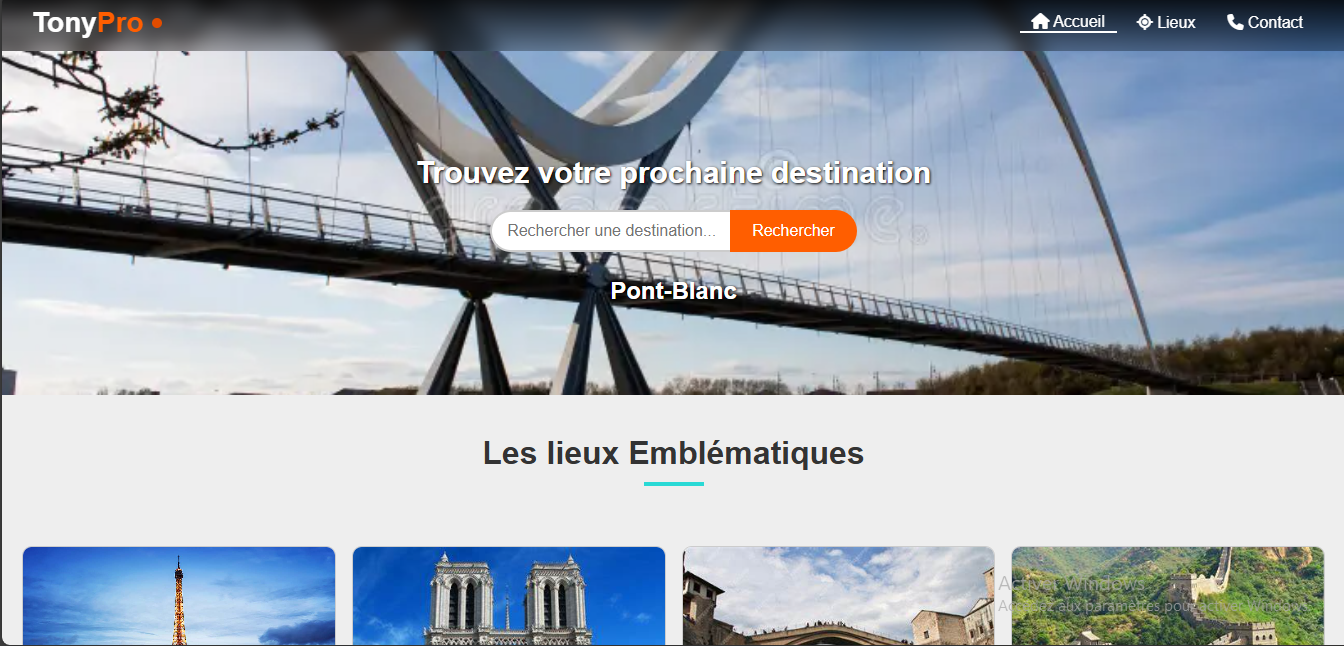 TonyPro
Accueil
Lieux
Contact
Trouvez votre prochaine destination
dreamstime
Rechercher une destination...
Rechercher
Pont-Blanc
Les lieux Emblématiques
Activer Windows
Accédez aux paramètres pour activer Windows.